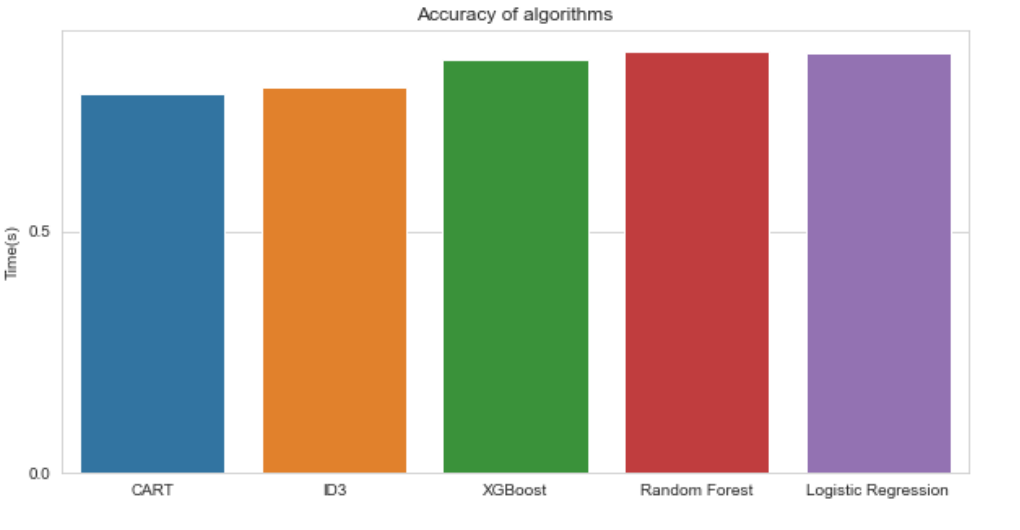 Accuracy of algorithms
Time(s)
0.5
0.0
CART ID3 XGBoost Random Forest Logistic Regression